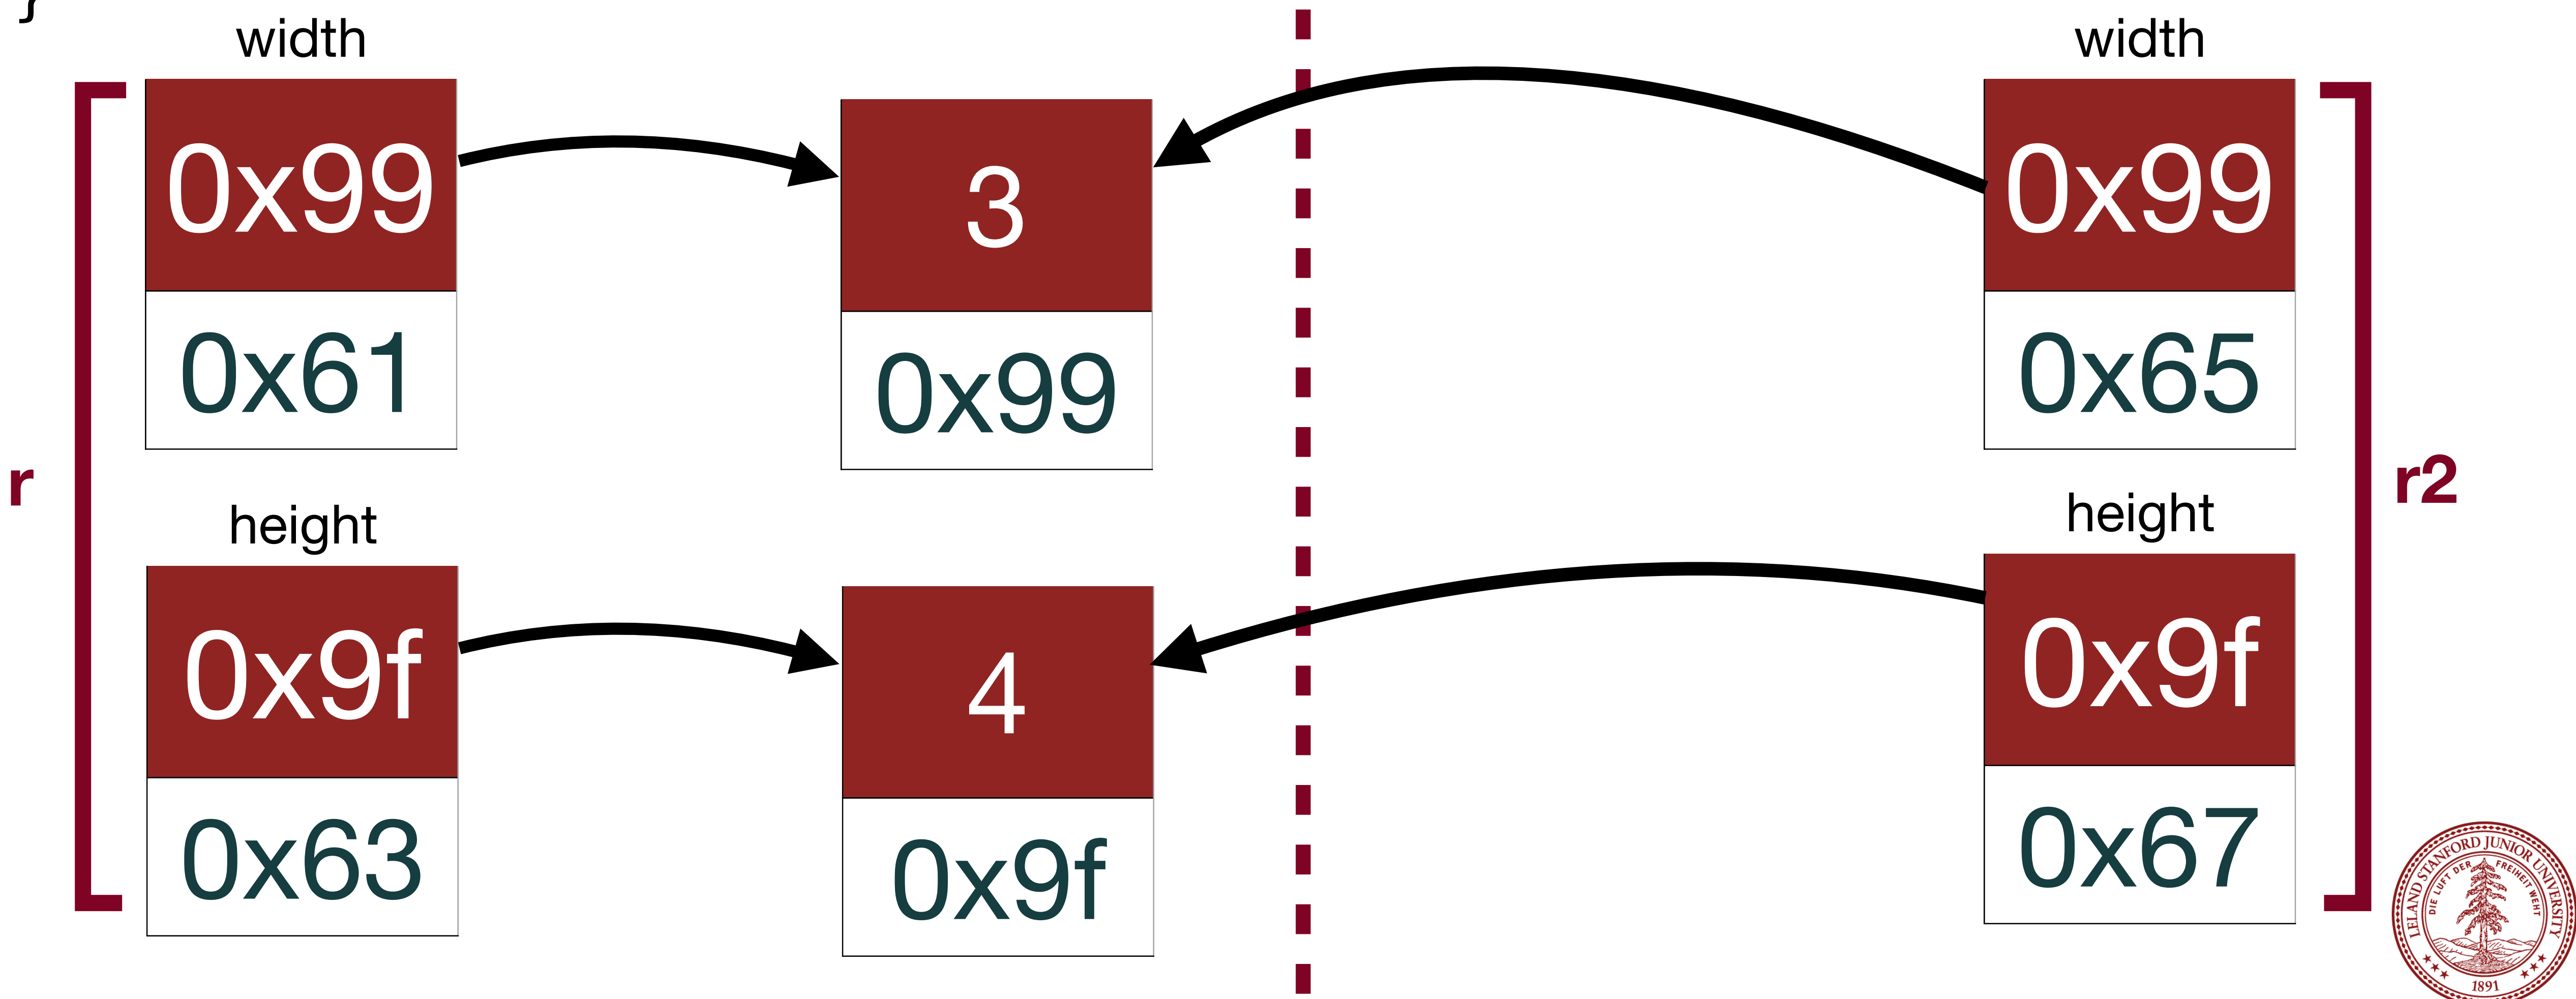 }
width
width
0x99
3
0x99
0x61
0x99
0x65
r
r2
height
height
0x9f
4
0x9f
0x63
0x9f
0x67
LELAND STANFORD JUNIOR UNIVERSITY
DIE LUFT DER FREIHEIT WEHT
1891